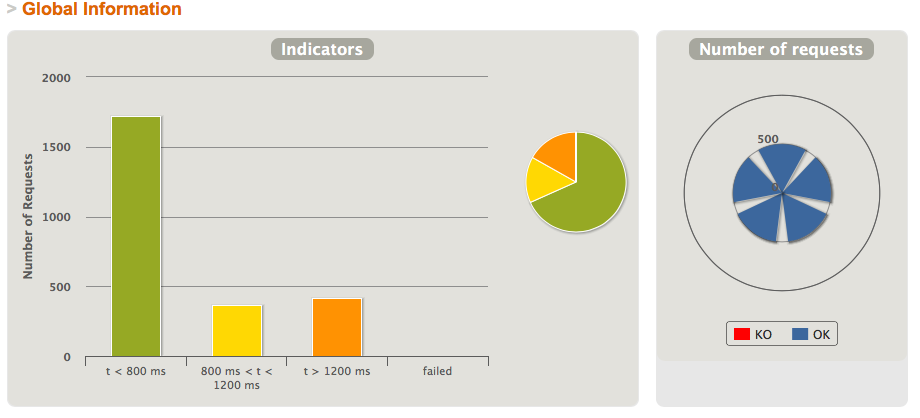 > Global Information
Indicators
Number of requests
2000
1500
1000
500
0
Number of Requests
t < 800 ms
800 ms < t <
1200 ms
t > 1200 ms
failed
500
0
KO
OK